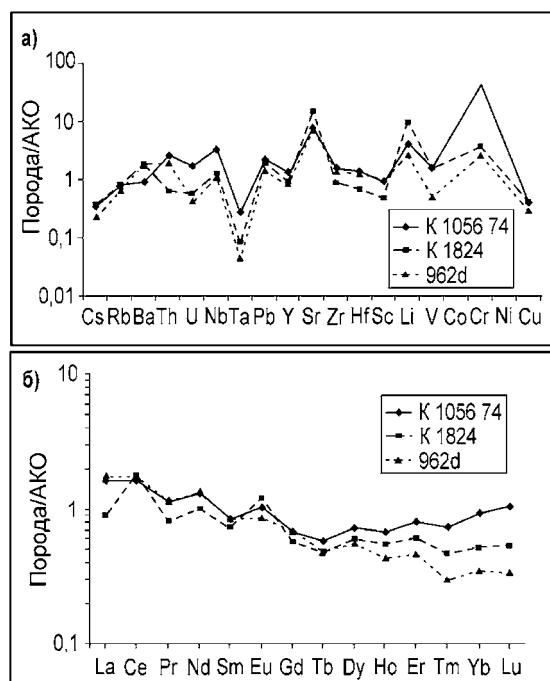 а)
Порода/АКО
100
10
1
0,1
0,01
К 1056 74
К 1824
962d
Cs Rb Ba Th U Nb Ta Pb Y Sr Zr Hf Sc Li V Co Cr Ni Cu
б)
Порода/АКО
10
1
0,1
К 1056 74
К 1824
962d
La Ce Pr Nd Sm Eu Gd Tb Dy Ho Er Tm Yb Lu